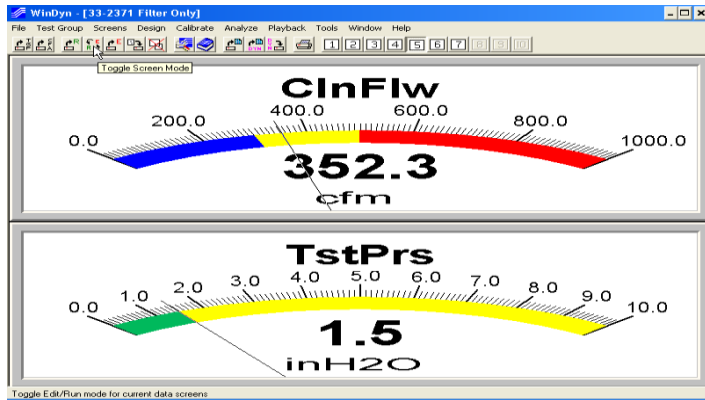 WinDyn - [33-2371 Filter Only]
File Test Group Screens Design Calibrate Analyze Playback Tools Window Help
1 2 3 4 5 6 7 8 9 10
Toggle Screen Mode
ClnFlw
0.0 200.0 400.0 600.0 800.0 1000.0
352.3
cfm
TstPrs
0.0 1.0 2.0 3.0 4.0 5.0 6.0 7.0 8.0 9.0 10.0
1.5
inH2O
Toggle Edit/Run mode for current data screens